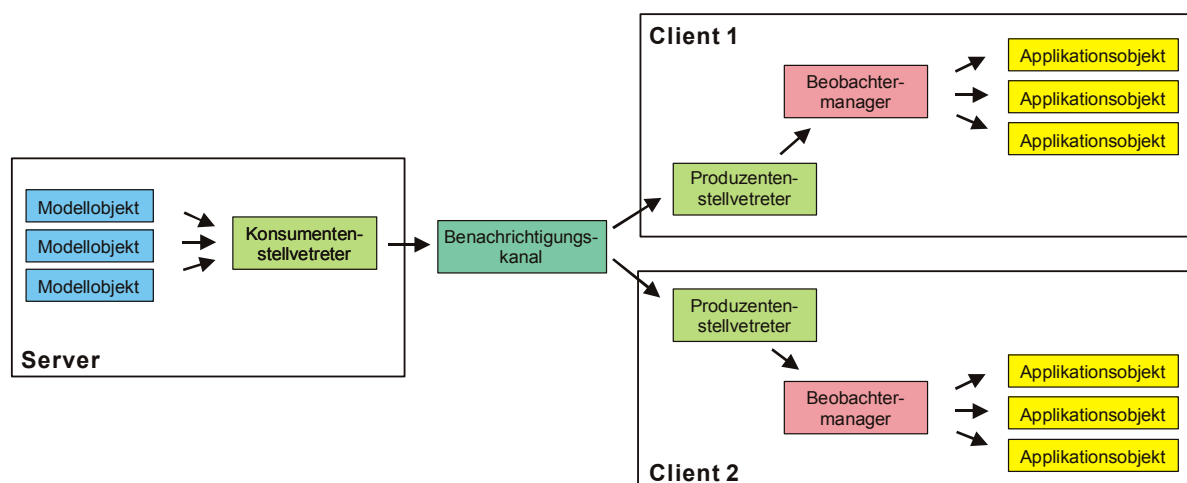 Server
Modellobjekt
Modellobjekt
Modellobjekt
Konsumenten-
stellvetreter
Benachrichtigungs-
kanal
Client 1
Produzenten-
stellvetreter
Beobachter-
manager
Applikationsobjekt
Applikationsobjekt
Applikationsobjekt
Client 2
Produzenten-
stellvetreter
Beobachter-
manager
Applikationsobjekt
Applikationsobjekt
Applikationsobjekt